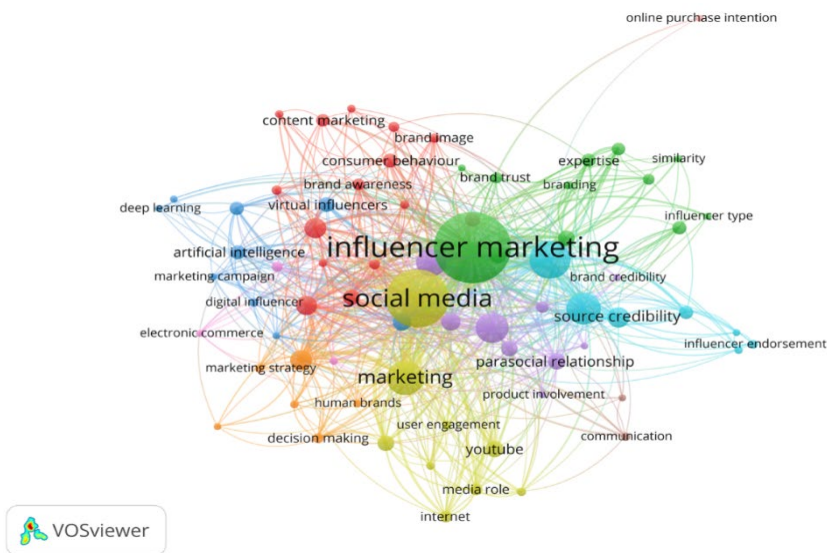 online purchase intention
content marketing
brand image
consumer behaviour
expertise
similarity
brand trust
brand awareness
branding
deep learning
virtual influencers
influencer type
influencer marketing
artificial intelligence
marketing campaign
brand credibility
digital influencer
social media
source credibility
electronic commerce
influencer endorsement
parasocial relationship
marketing strategy
marketing
product involvement
human brands
user engagement
decision making
communication
youtube
media role
internet
VOSviewer